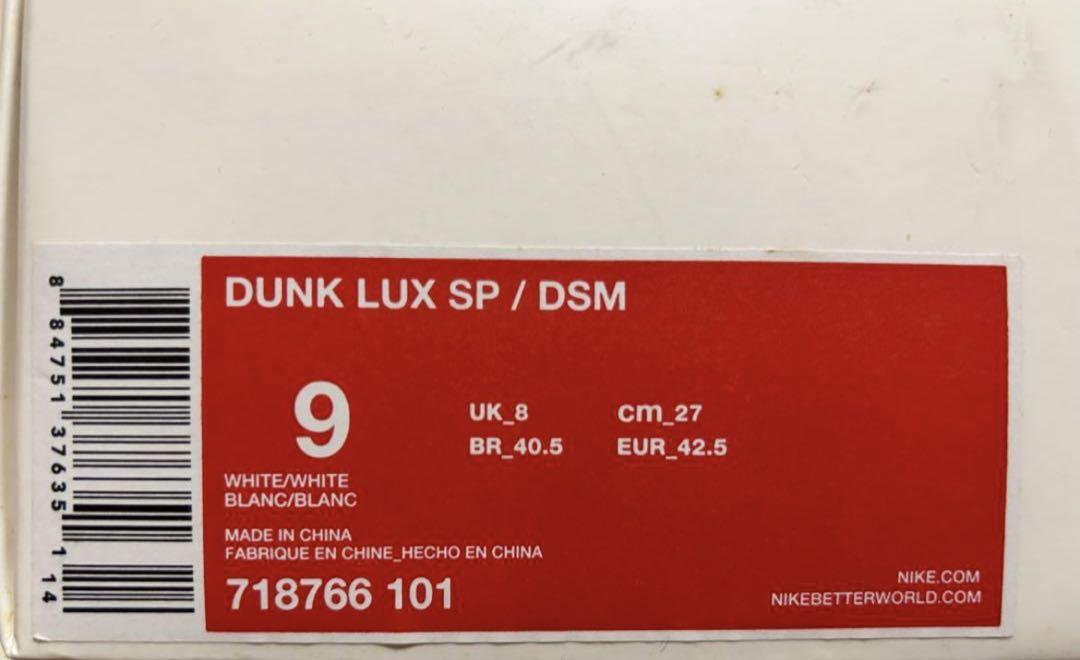 8 84751 37635 1 14
DUNK LUX SP / DSM
9
UK_8 cm_27
BR_40.5 EUR_42.5
WHITE/WHITE
BLANC/BLANC
MADE IN CHINA
FABRIQUE EN CHINE_HECHO EN CHINA
718766 101
NIKE.COM
NIKEBETTERWORLD.COM